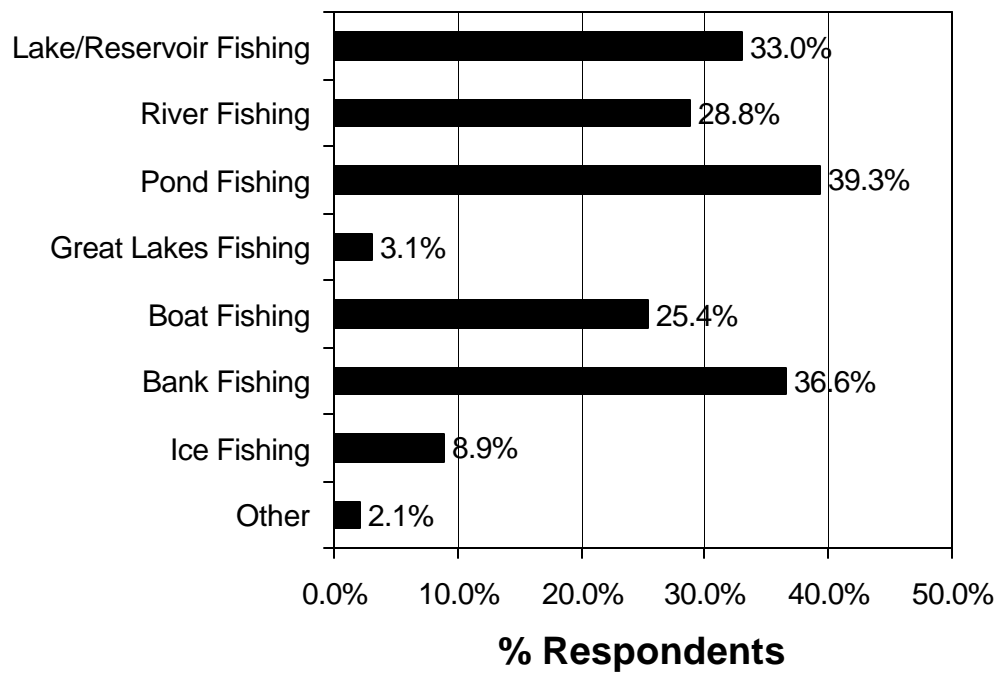 Lake/Reservoir Fishing 33.0%
River Fishing 28.8%
Pond Fishing 39.3%
Great Lakes Fishing 3.1%
Boat Fishing 25.4%
Bank Fishing 36.6%
Ice Fishing 8.9%
Other 2.1%
0.0% 10.0% 20.0% 30.0% 40.0% 50.0%
% Respondents